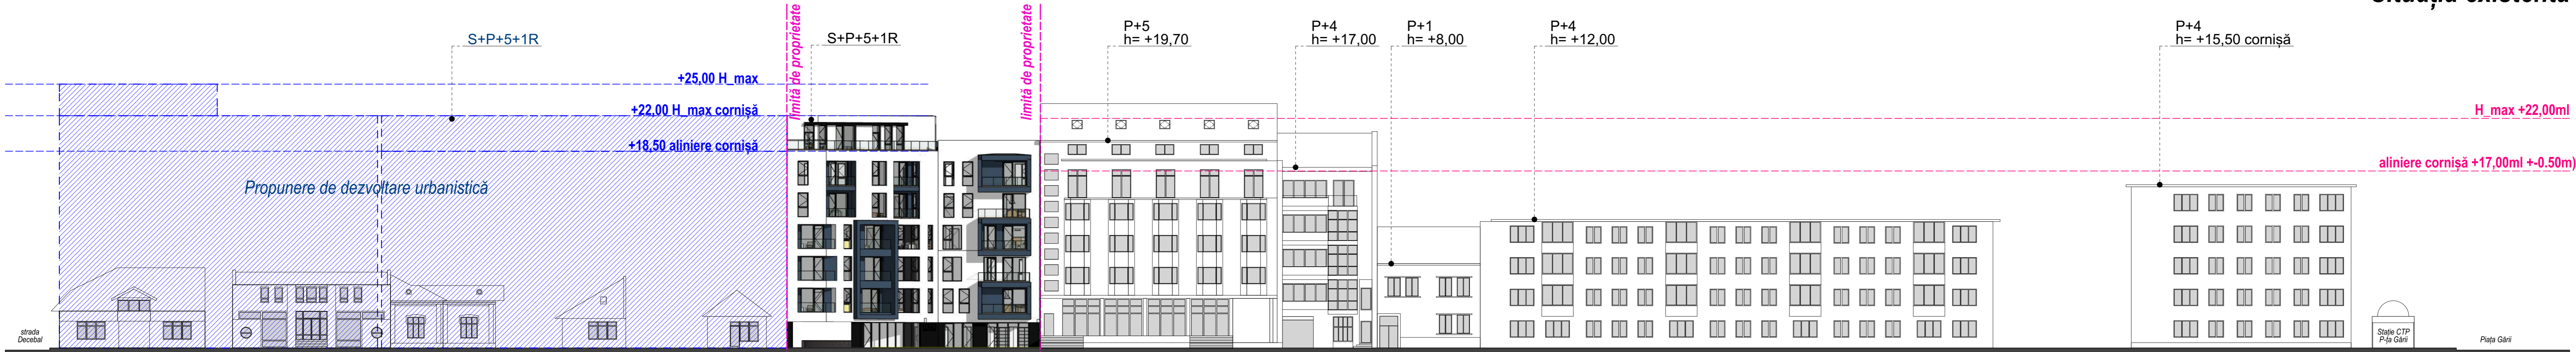 S+P+5+1R
S+P+5+1R
limită de proprietate
limită de proprietate
P+5
h= +19,70
P+4
h= +17,00
P+1
h= +8,00
P+4
h= +12,00
P+4
h= +15,50 cornișă
+25,00 H_max
+22,00 H_max cornișă
+18,50 aliniere cornișă
H_max +22,00ml
aliniere cornișă +17,00ml +-0.50m)
Propunere de dezvoltare urbanistică
strada
Decebal
Stație CTP
P-ța Gării
Piața Gării